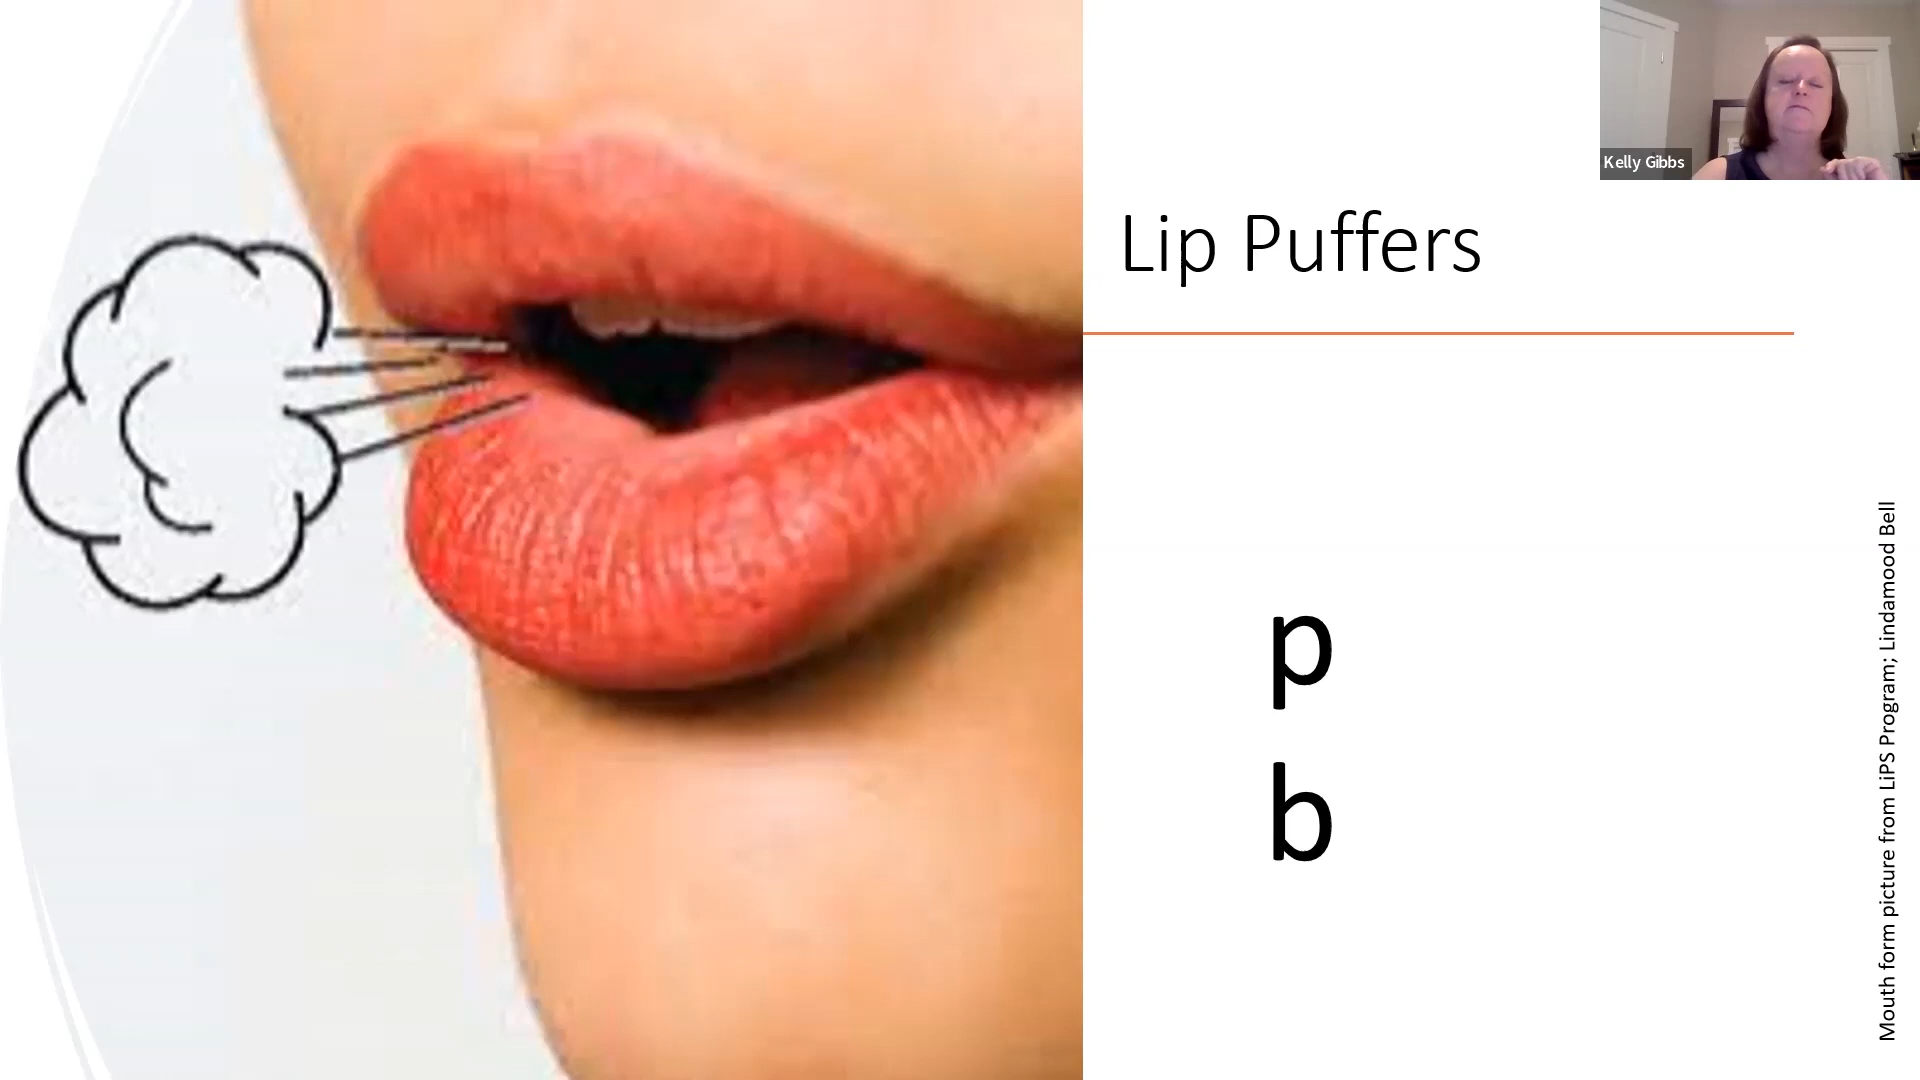 Kelly Gibbs
Lip Puffers
p
b
Mouth form picture from LiPS Program; Lindamood Bell